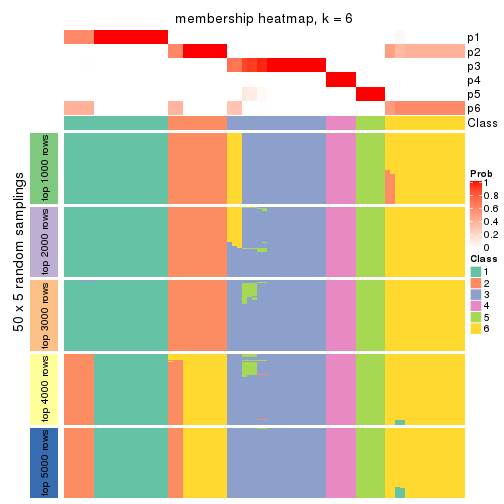 membership heatmap, k = 6
p1
p2
p3
p4
p5
p6
Class
50 x 5 random samplings
top 1000 rows
top 2000 rows
top 3000 rows
top 4000 rows
top 5000 rows
Prob
1
0.8
0.6
0.4
0.2
0
Class
1
2
3
4
5
6